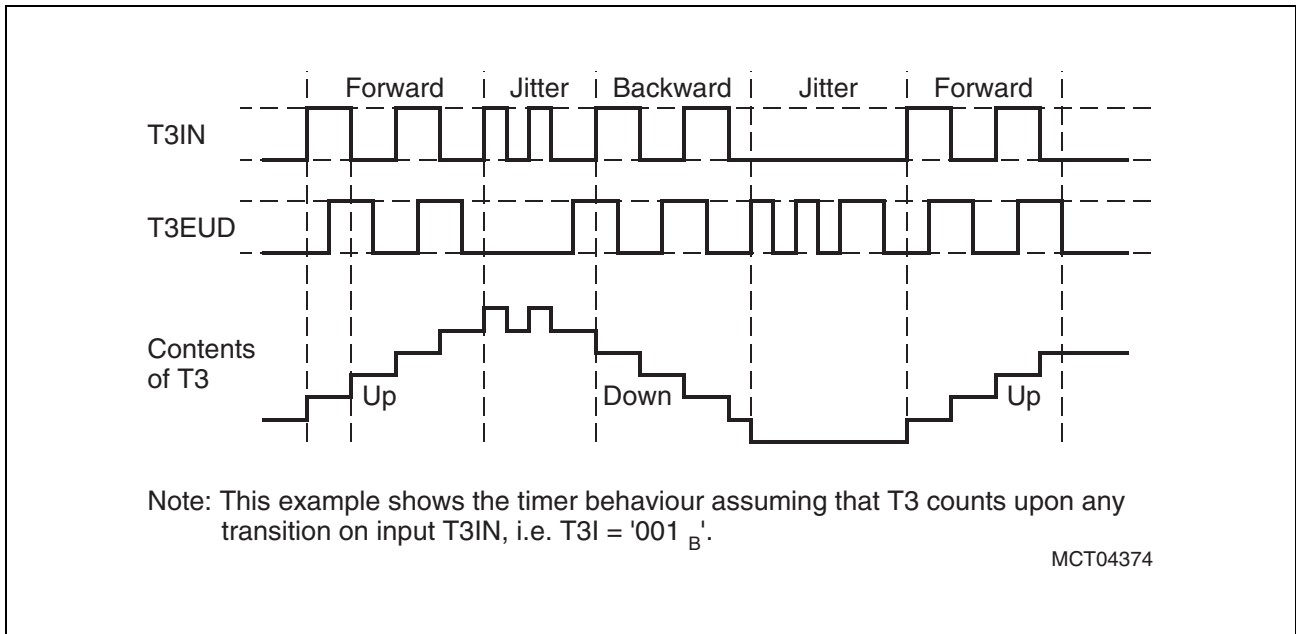 Forward Jitter Backward Jitter Forward
T3IN
T3EUD
Contents
of T3
Up Down Up
Note: This example shows the timer behaviour assuming that T3 counts upon any
transition on input T3IN, i.e. T3I = '001 B'.
MCT04374